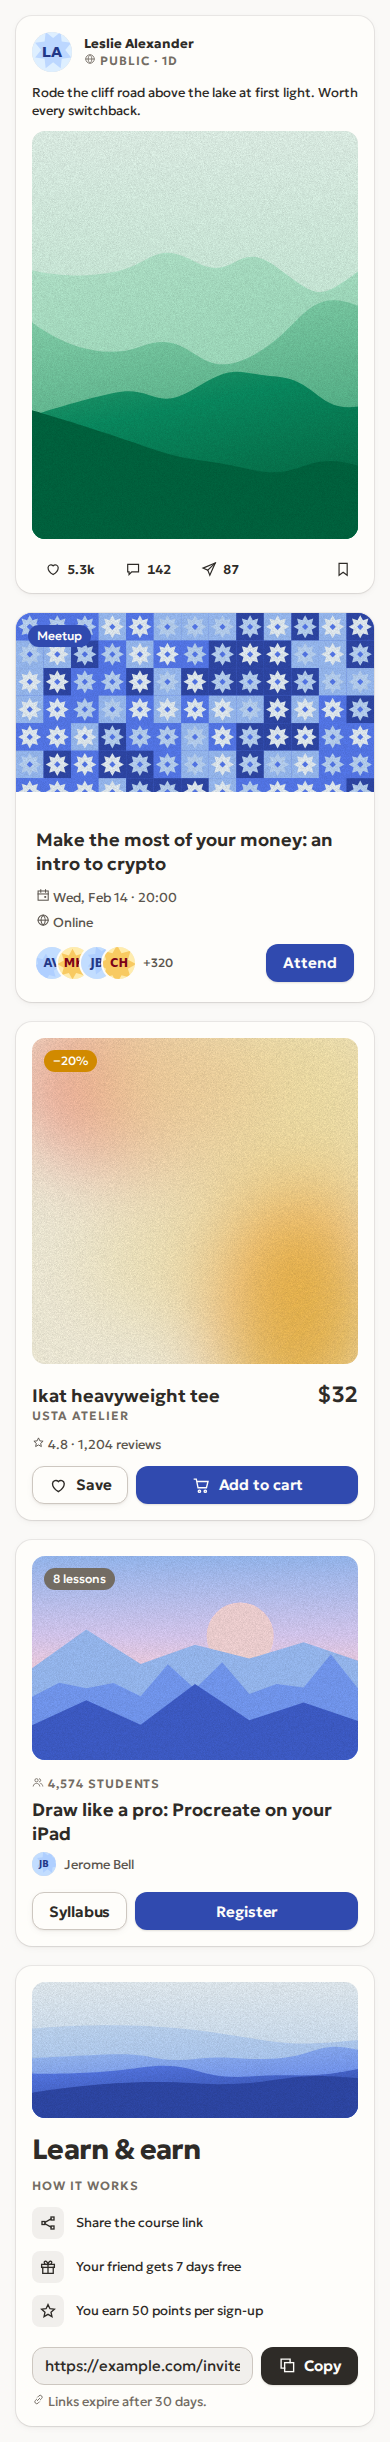 LA
Leslie Alexander
PUBLIC · 1D
Rode the cliff road above the lake at first light. Worth
every switchback.
5.3k
142
87
Meetup
Make the most of your money: an
intro to crypto
Wed, Feb 14 · 20:00
Online
JB
CH
+320
Attend
−20%
Ikat heavyweight tee
$32
USTA ATELIER
4.8 · 1,204 reviews
Save
Add to cart
8 lessons
4,574 STUDENTS
Draw like a pro: Procreate on your
iPad
JB
Jerome Bell
Syllabus
Register
Learn & earn
HOW IT WORKS
Share the course link
Your friend gets 7 days free
You earn 50 points per sign-up
https://example.com/invite
Copy
Links expire after 30 days.